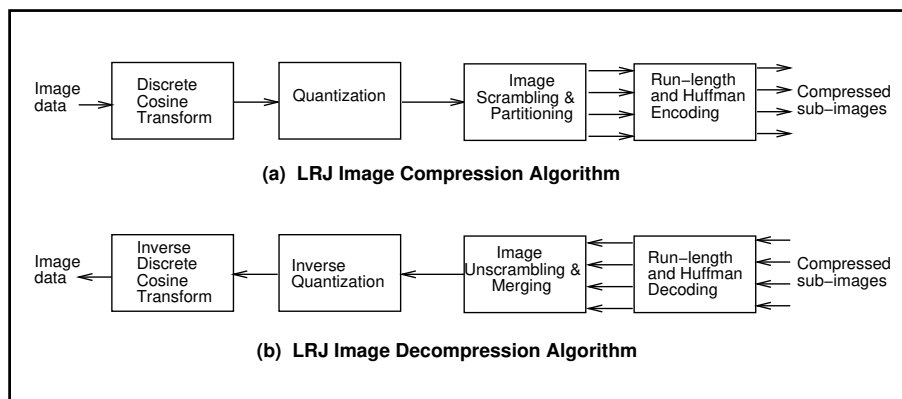 Image
data
Discrete
Cosine
Transform
Quantization
Image
Scrambling &
Partitioning
Run−length
and Huffman
Encoding
Compressed
sub−images
(a) LRJ Image Compression Algorithm
Image
data
Inverse
Discrete
Cosine
Transform
Inverse
Quantization
Image
Unscrambling &
Merging
Run−length
and Huffman
Decoding
Compressed
sub−images
(b) LRJ Image Decompression Algorithm